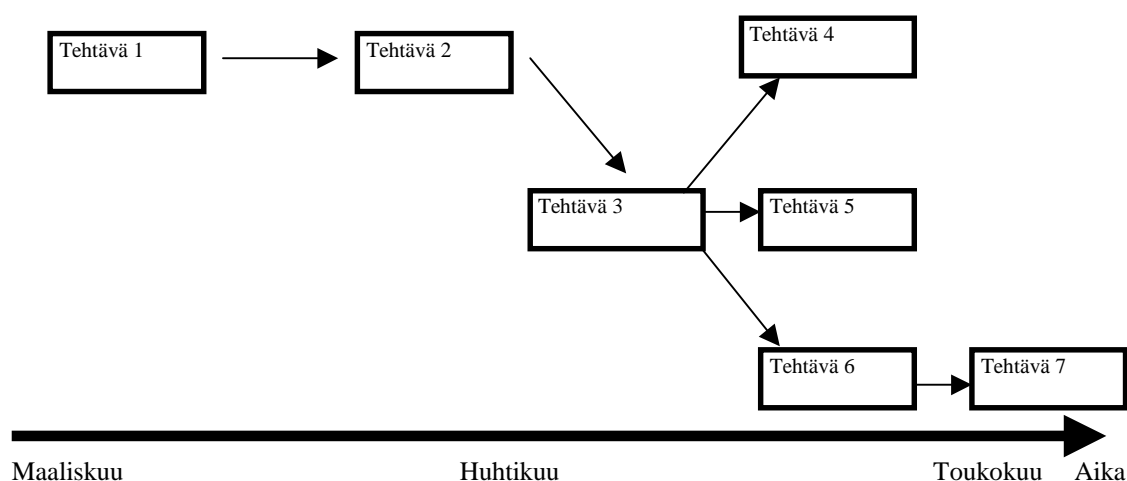 Tehtävä 1
Tehtävä 2
Tehtävä 4
Tehtävä 3
Tehtävä 5
Tehtävä 6
Tehtävä 7
Maaliskuu Huhtikuu Toukokuu Aika